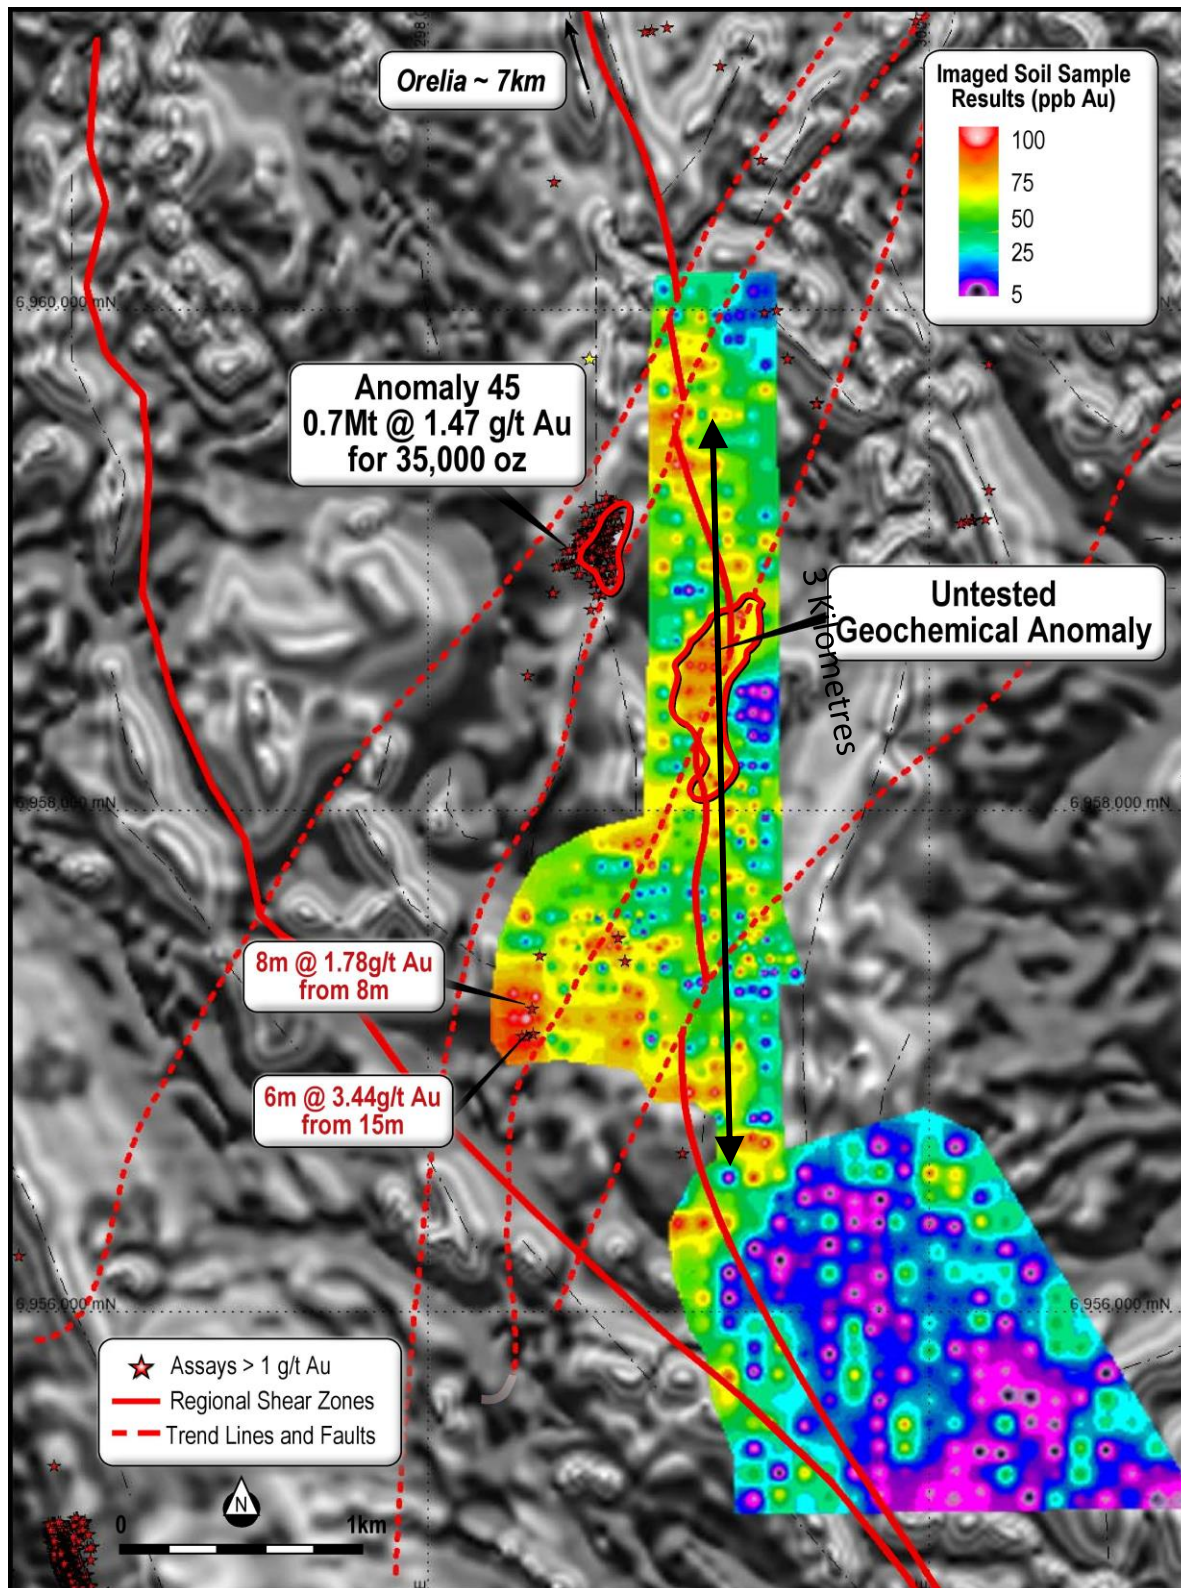 Orelia ~ 7km
Imaged Soil Sample
Results (ppb Au)
100
75
50
25
5
6,960,000 mN
Anomaly 45
0.7Mt @ 1.47 g/t Au
for 35,000 oz
3 Kilometres
Untested
Geochemical Anomaly
6,958,000 mN
6,958,000 mN
8m @ 1.78g/t Au
from 8m
6m @ 3.44g/t Au
from 15m
6,956,000 mN
6,956,000 mN
Assays > 1 g/t Au
Regional Shear Zones
Trend Lines and Faults
N
0
1km